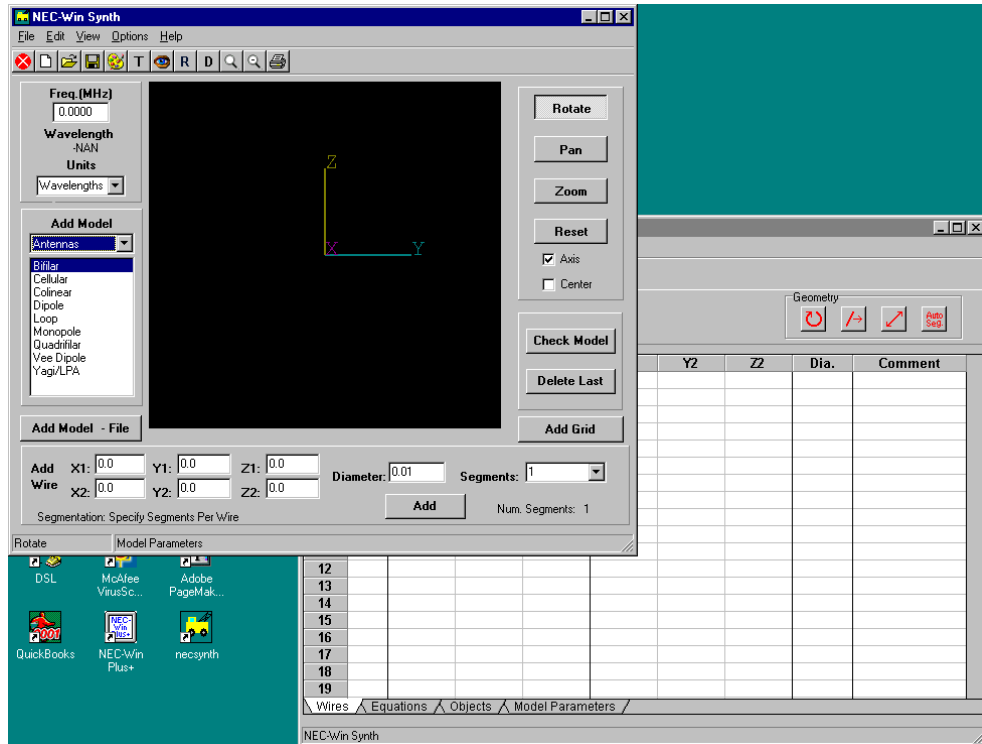 NEC-Win Synth
File Edit View Options Help
T R D
Freq.(MHz)
0.0000
Wavelength
-NAN
Units
Wavelengths
Add Model
Antennas
Bifilar
Cellular
Colinear
Dipole
Loop
Monopole
Quadrifilar
Vee Dipole
Yagi/LPA
Add Model - File
Z
X
Y
Rotate
Pan
Zoom
Reset
Axis
Center
Check Model
Delete Last
Add Grid
Add Wire
X1: 0.0 Y1: 0.0 Z1: 0.0
X2: 0.0 Y2: 0.0 Z2: 0.0
Diameter: 0.01 Segments: 1
Add
Num. Segments: 1
Segmentation: Specify Segments Per Wire
Rotate Model Parameters
Geometry
Auto Seg.
Y2 Z2 Dia. Comment
12
13
14
15
16
17
18
19
Wires Equations Objects Model Parameters
NEC-Win Synth
DSL
McAfee VirusSc...
Adobe PageMak...
2001
QuickBooks
NEC-Win Plus+
NEC-Win Plus+
necsynth